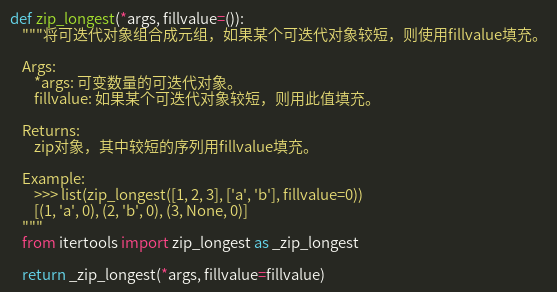 def zip_longest(*args, fillvalue=()):
"""将可迭代对象组合成元组，如果某个可迭代对象较短，则使用fillvalue填充。
Args:
*args: 可变数量的可迭代对象。
fillvalue: 如果某个可迭代对象较短，则用此值填充。
Returns:
zip对象，其中较短的序列用fillvalue填充。
Example:
>>> list(zip_longest([1, 2, 3], ['a', 'b'], fillvalue=0))
[(1, 'a', 0), (2, 'b', 0), (3, None, 0)]
"""
from itertools import zip_longest as _zip_longest
return _zip_longest(*args, fillvalue=fillvalue)